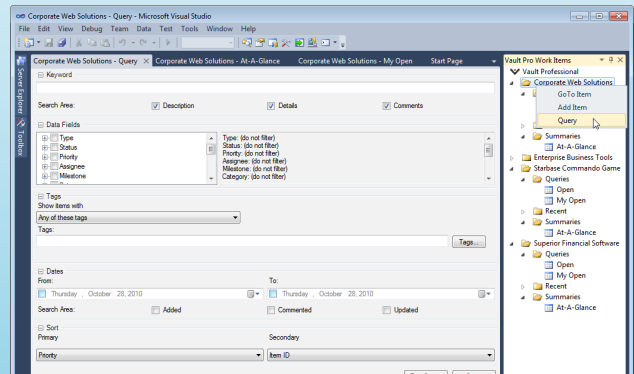 Corporate Web Solutions - Query - Microsoft Visual Studio
File Edit View Debug Team Data Test Tools Window Help
Corporate Web Solutions - Query Corporate Web Solutions - At-A-Glance Corporate Web Solutions - My Open Start Page
Server Explorer
Toolbox
Keyword
Search Area: Description Details Comments
Data Fields
Type
Status
Priority
Assignee
Milestone
Type: (do not filter)
Status: (do not filter)
Priority: (do not filter)
Assignee: (do not filter)
Milestone: (do not filter)
Category: (do not filter)
Tags
Show items with
Any of these tags
Tags:
Tags...
Dates
From: To:
Thursday , October 28, 2010 Thursday , October 28, 2010
Search Area: Added Commented Updated
Sort
Primary Secondary
Priority Item ID
Vault Pro Work Items
Vault Professional
Corporate Web Solutions
GoTo Item
Add Item
Query
Summaries
At-A-Glance
Enterprise Business Tools
Starbase Commando Game
Queries
Open
My Open
Recent
Summaries
At-A-Glance
Superior Financial Software
Queries
Open
My Open
Recent
Summaries
At-A-Glance